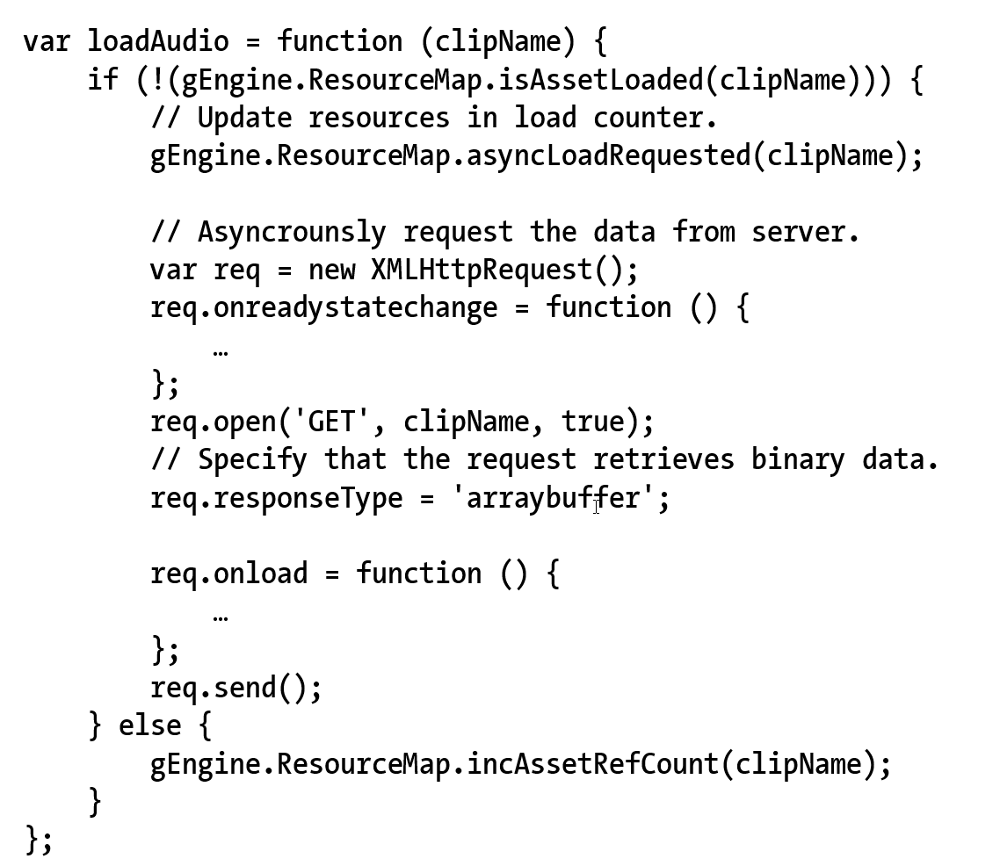 var loadAudio = function (clipName) {
    if (!(gEngine.ResourceMap.isAssetLoaded(clipName))) {
        // Update resources in load counter.
        gEngine.ResourceMap.asyncLoadRequested(clipName);

        // Asyncrounsly request the data from server.
        var req = new XMLHttpRequest();
        req.onreadystatechange = function () {
            …
        };
        req.open('GET', clipName, true);
        // Specify that the request retrieves binary data.
        req.responseType = 'arraybuffer';

        req.onload = function () {
            …
        };
        req.send();
    } else {
        gEngine.ResourceMap.incAssetRefCount(clipName);
    }
};